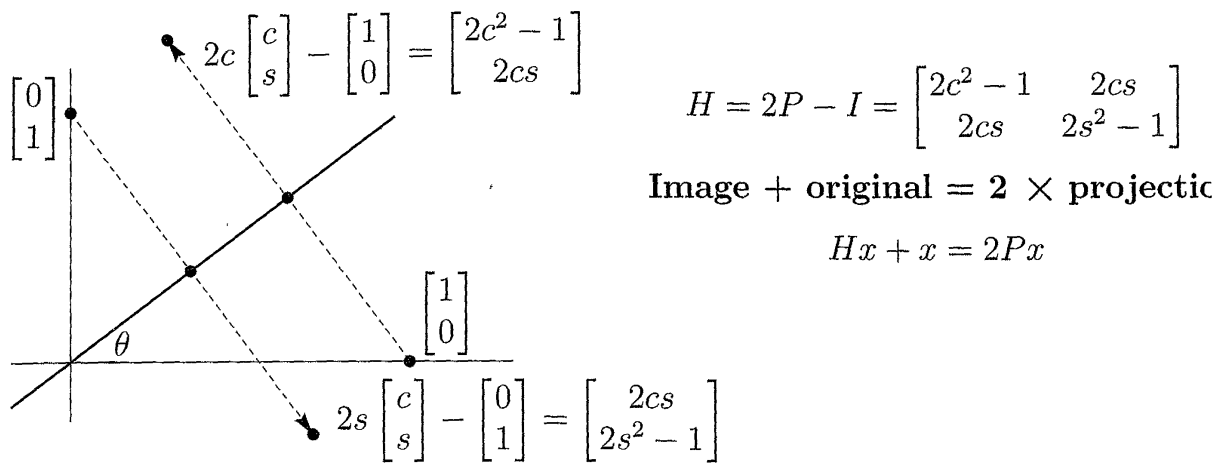 2c [c s] − [1 0] = [2c² − 1 2cs]
[0 1]
H = 2P − I = [2c² − 1 2cs 2cs 2s² − 1]
Image + original = 2 × projectio
Hx + x = 2Px
[1 0]
θ
2s [c s] − [0 1] = [2cs 2s² − 1]